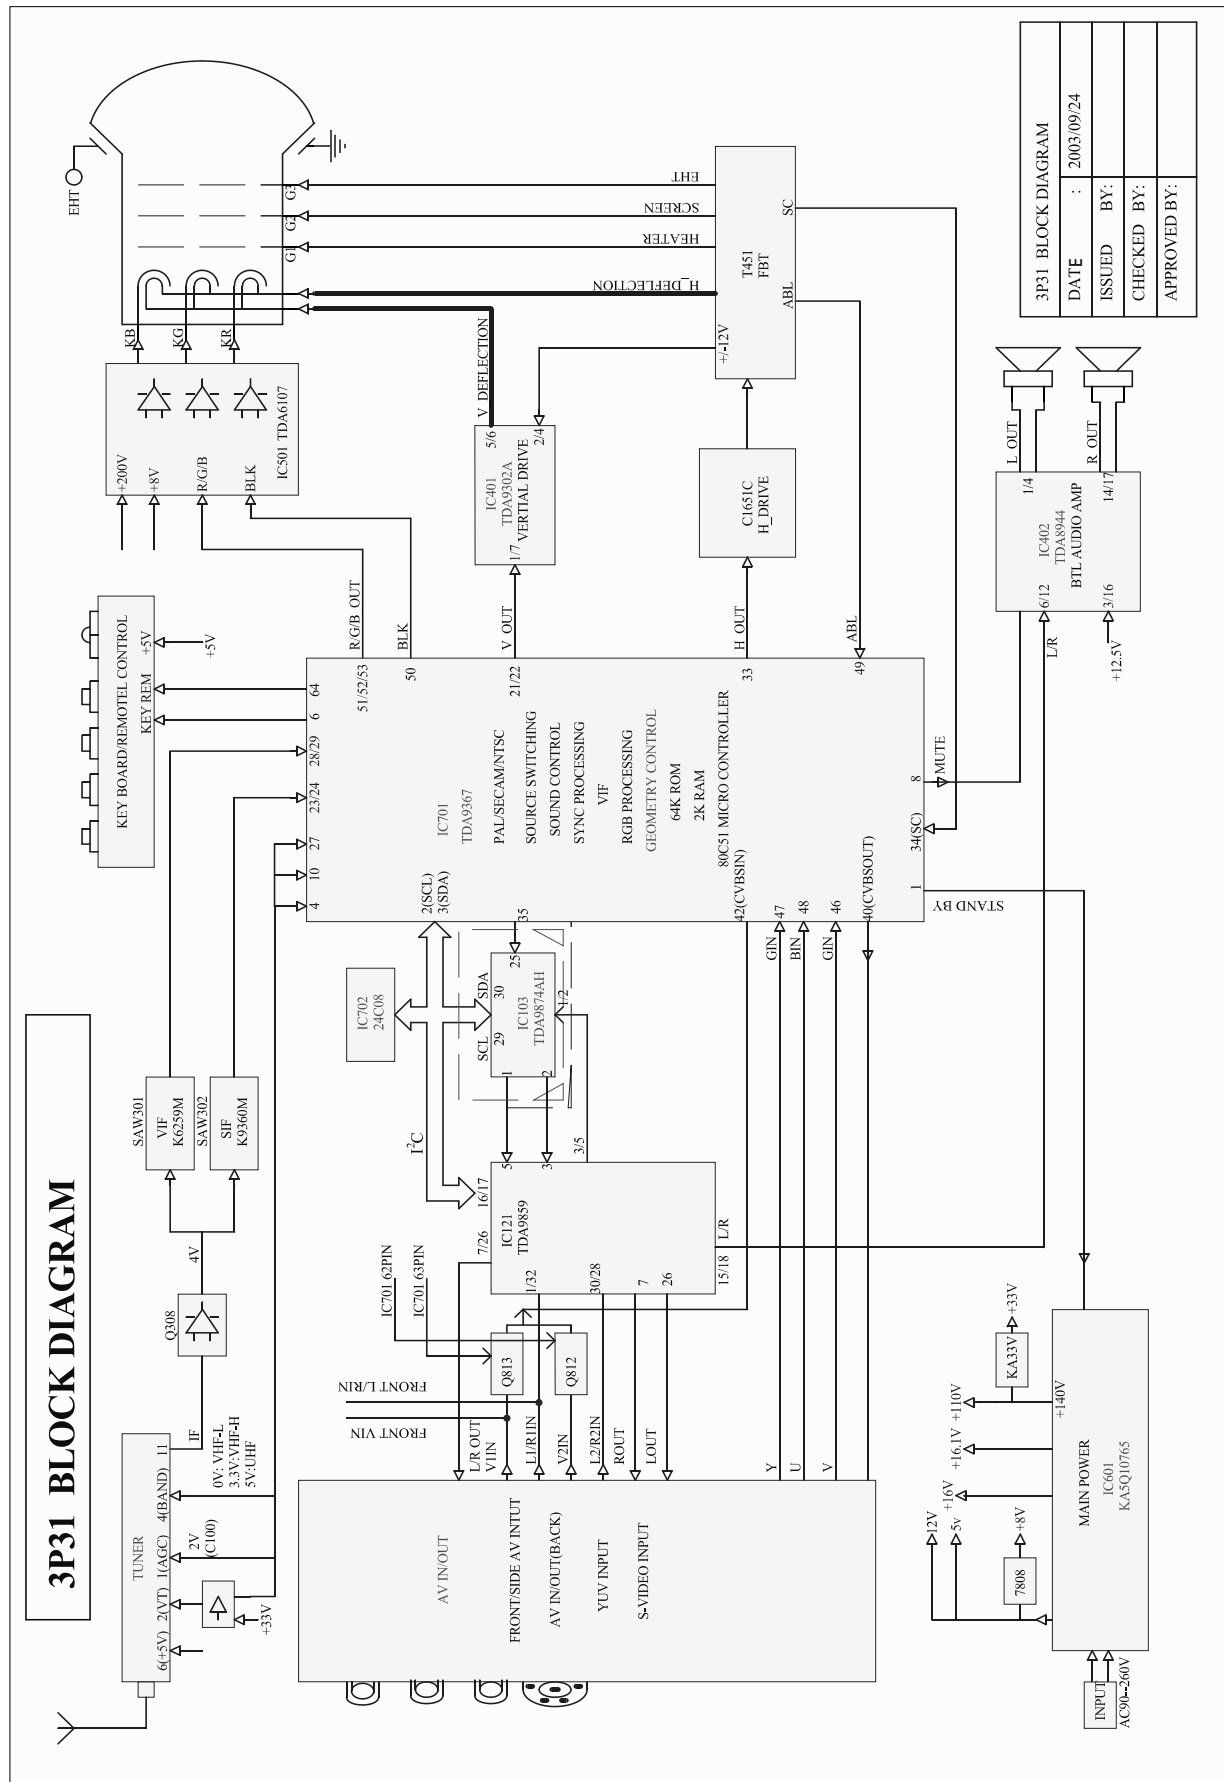 3P31 BLOCK DIAGRAM
TUNER
6(+5V)
2(VT)
1(AGC)
4(BAND)
11
+33V
2V
(C100)
0V: VHF-L
3.3V:VHF-H
5V:UHF
IF
Q308
4V
SAW301
VIF
K6259M
SAW302
SIF
K9360M
KEY BOARD/REMOTEL CONTROL
KEY REM
+5V
+5V
+200V
+8V
R/G/B
BLK
IC501 TDA6107
KB
KG
KR
EHT
G1
G2
G3
4
10
27
23/24
28/29
6
64
51/52/53
R/G/B OUT
50
BLK
IC702
24C08
I²C
2(SCL)
3(SDA)
IC701
TDA9367
PAL/SECAM/NTSC
SOURCE SWITCHING
SOUND CONTROL
SYNC PROCESSING
VIF
RGB PROCESSING
GEOMETRY CONTROL
64K ROM
2K RAM
80C51 MICRO CONTROLLER
21/22
V OUT
33
H OUT
49
ABL
35
42(CVBSIN)
47
48
46
40(CVBSOUT)
34(SC)
8
MUTE
1
STAND BY
GIN
BIN
GIN
SCL
SDA
29
30
25
IC103
TDA9874AH
1
2
1/2
16/17
5
3
3/5
IC121
TDA9859
7/26
1/32
30/28
7
26
15/18
L/R
IC701 62PIN
IC701 63PIN
Q813
Q812
FRONT L/RIN
FRONT VIN
L/R OUT
V1IN
L1/R1IN
V2IN
L2/R2IN
ROUT
LOUT
Y
U
V
AV IN/OUT
FRONT/SIDE AV INTUT
AV IN/OUT(BACK)
YUV INPUT
S-VIDEO INPUT
IC401
TDA9302A
VERTIAL DRIVE
1/7
5/6
2/4
V DEFLECTION
H_DEFLECTION
HEATER
SCREEN
EHT
C1651C
H_DRIVE
T451
FBT
+/-12V
ABL
SC
IC402
TDA8944
BTL AUDIO AMP
6/12
3/16
1/4
14/17
L/R
+12.5V
L OUT
R OUT
MAIN POWER
IC601
KA5Q10765
INPUT
AC90--260V
7808
+8V
12V
5v
+16V
+16.1V
+110V
+140V
KA33V
+33V
3P31 BLOCK DIAGRAM
DATE : 2003/09/24
ISSUED BY:
CHECKED BY:
APPROVED BY: